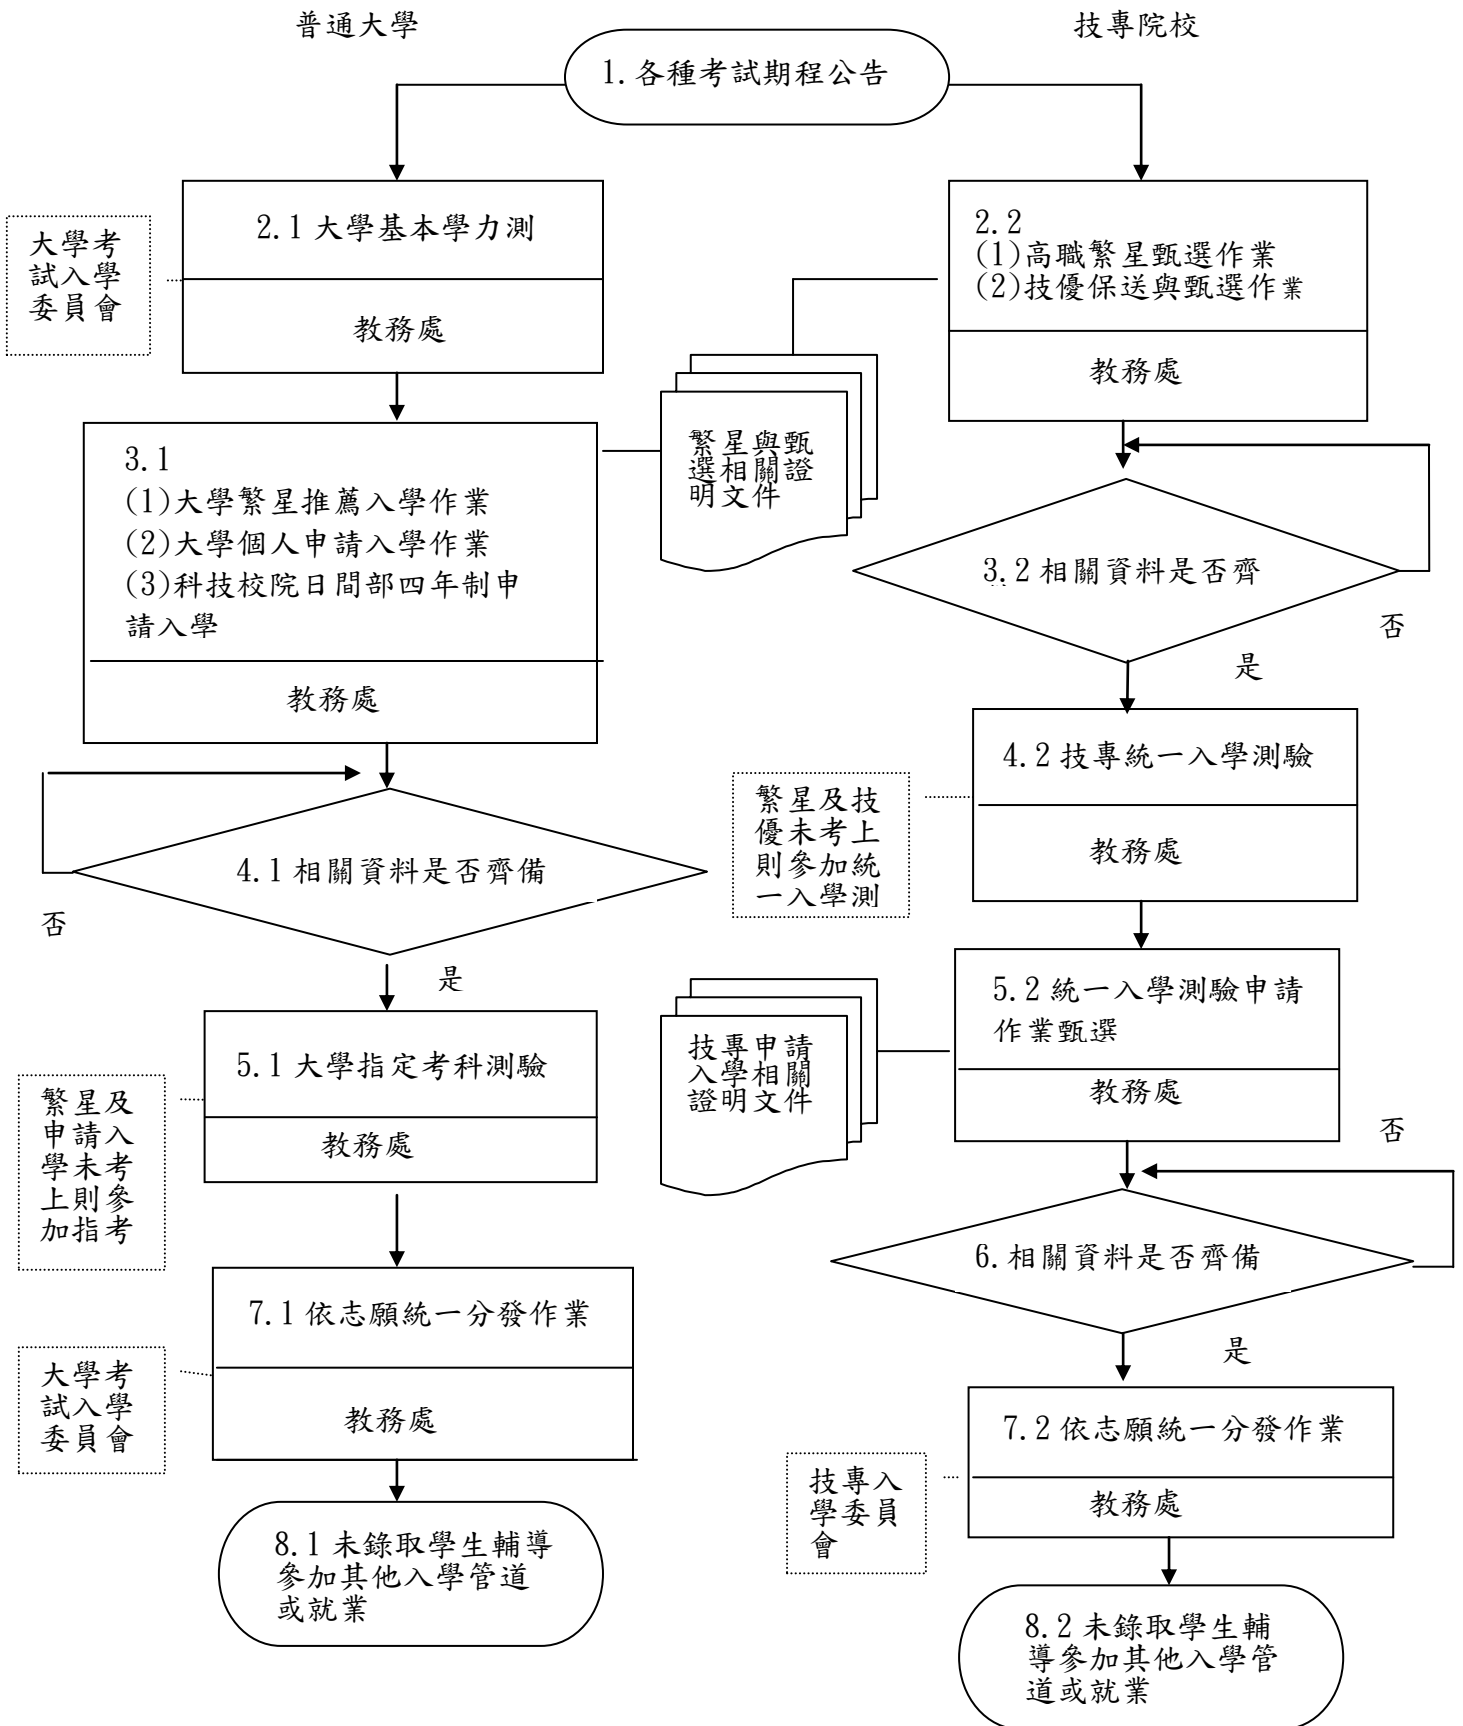 普通大學
技專院校
1.各種考試期程公告
2.1大學基本學力測
教務處
大學考
試入學
委員會
2.2
(1)高職繁星甄選作業
(2)技優保送與甄選作業
教務處
3.1
(1)大學繁星推薦入學作業
(2)大學個人申請入學作業
(3)科技校院日間部四年制申
請入學
教務處
繁星與甄
選相關證
明文件
3.2相關資料是否齊
否
是
4.1相關資料是否齊備
否
是
4.2技專統一入學測驗
教務處
繁星及技
優未考上
則參加統
一入學測
5.1大學指定考科測驗
教務處
繁星及
申請入
學未考
上則參
加指考
5.2統一入學測驗申請
作業甄選
教務處
技專申請
入學相關
證明文件
否
6.相關資料是否齊備
是
7.1依志願統一分發作業
教務處
大學考
試入學
委員會
7.2依志願統一分發作業
教務處
技專入
學委員
會
8.1未錄取學生輔導
參加其他入學管道
或就業
8.2未錄取學生輔
導參加其他入學管
道或就業